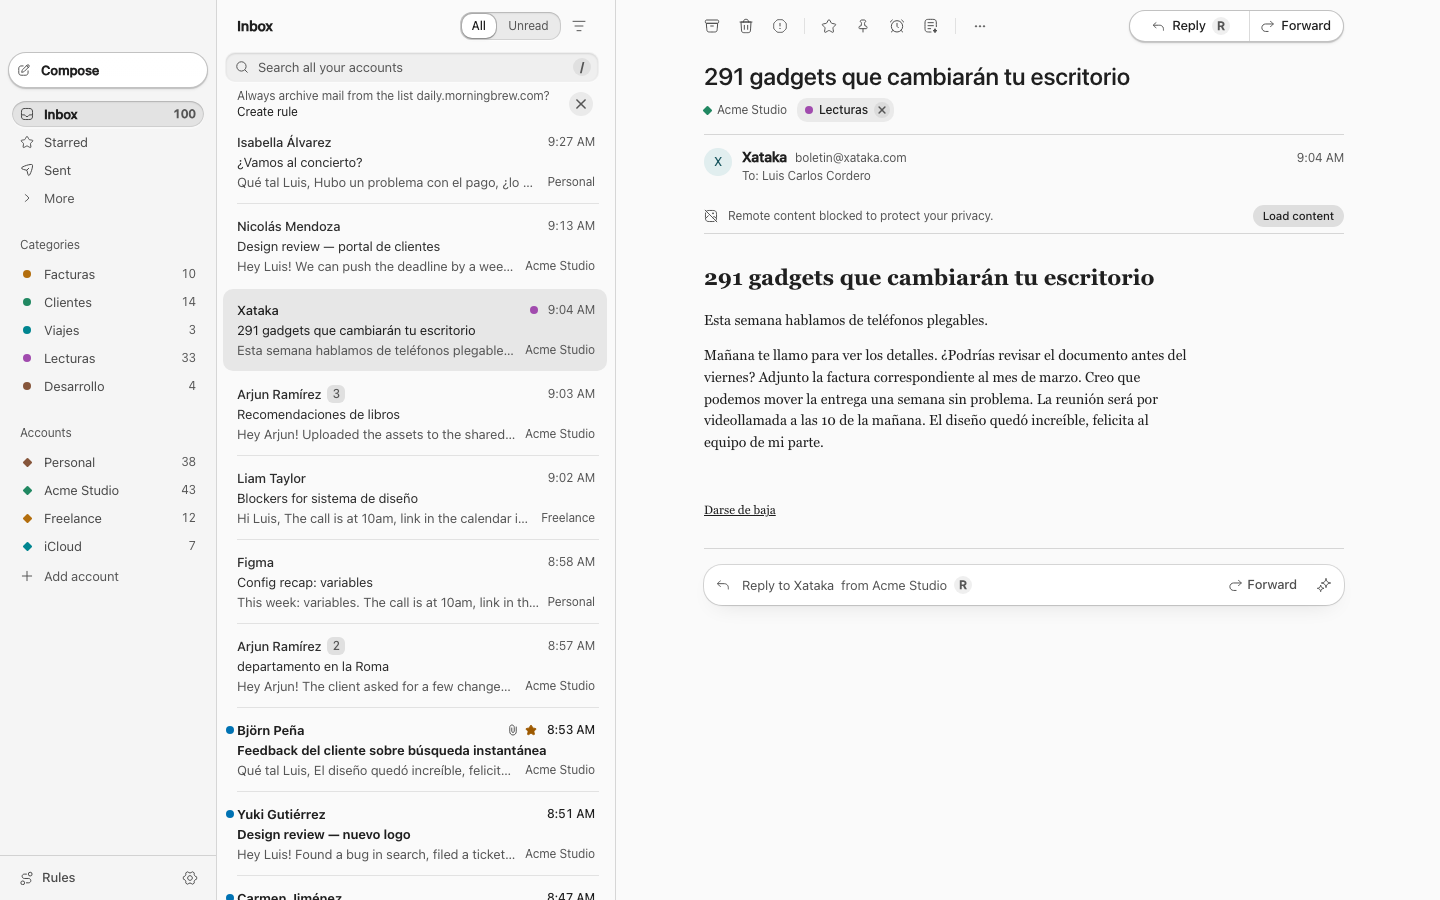 Compose
Inbox 100
Starred
Sent
More
Categories
Facturas 10
Clientes 14
Viajes 3
Lecturas 33
Desarrollo 4
Accounts
Personal 38
Acme Studio 43
Freelance 12
iCloud 7
Add account
Rules
Inbox All Unread
Search all your accounts /
Always archive mail from the list daily.morningbrew.com?
Create rule
Isabella Álvarez 9:27 AM
¿Vamos al concierto?
Qué tal Luis, Hubo un problema con el pago, ¿lo ... Personal
Nicolás Mendoza 9:13 AM
Design review — portal de clientes
Hey Luis! We can push the deadline by a wee... Acme Studio
Xataka 9:04 AM
291 gadgets que cambiarán tu escritorio
Esta semana hablamos de teléfonos plegable... Acme Studio
Arjun Ramírez 3 9:03 AM
Recomendaciones de libros
Hey Arjun! Uploaded the assets to the shared... Acme Studio
Liam Taylor 9:02 AM
Blockers for sistema de diseño
Hi Luis, The call is at 10am, link in the calendar i... Freelance
Figma 8:58 AM
Config recap: variables
This week: variables. The call is at 10am, link in th... Personal
Arjun Ramírez 2 8:57 AM
departamento en la Roma
Hey Arjun! The client asked for a few change... Acme Studio
Björn Peña 8:53 AM
Feedback del cliente sobre búsqueda instantánea
Qué tal Luis, El diseño quedó increíble, felicit... Acme Studio
Yuki Gutiérrez 8:51 AM
Design review — nuevo logo
Hey Luis! Found a bug in search, filed a ticket... Acme Studio
Carmen Jiménez 8:47 AM
Reply R Forward
291 gadgets que cambiarán tu escritorio
Acme Studio Lecturas
X Xataka boletin@xataka.com 9:04 AM
To: Luis Carlos Cordero
Remote content blocked to protect your privacy. Load content
291 gadgets que cambiarán tu escritorio
Esta semana hablamos de teléfonos plegables.
Mañana te llamo para ver los detalles. ¿Podrías revisar el documento antes del
viernes? Adjunto la factura correspondiente al mes de marzo. Creo que
podemos mover la entrega una semana sin problema. La reunión será por
videollamada a las 10 de la mañana. El diseño quedó increíble, felicita al
equipo de mi parte.
Darse de baja
Reply to Xataka from Acme Studio R Forward